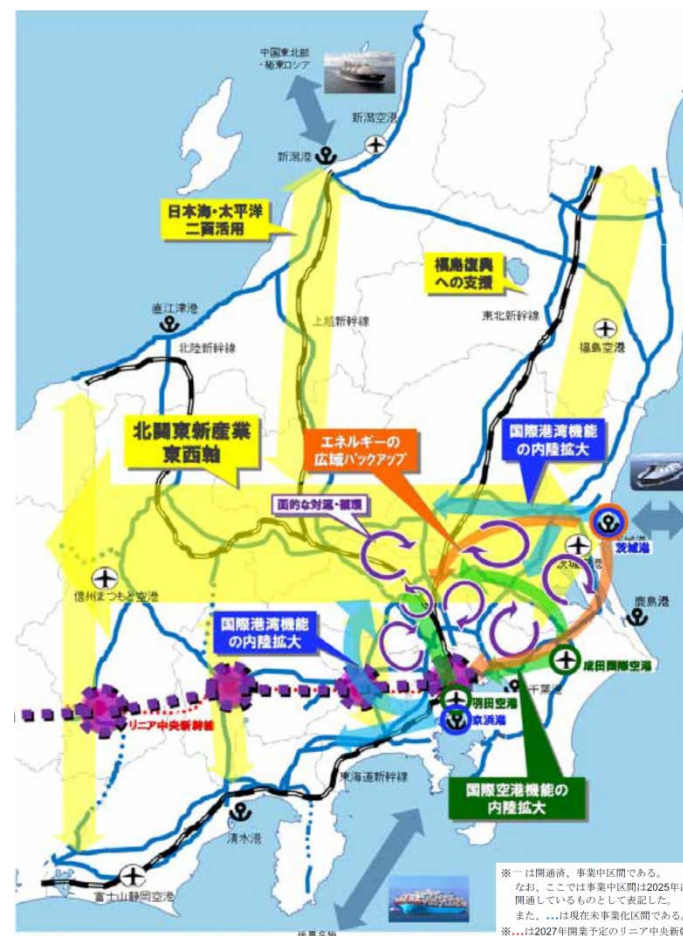 中国東北部
・極東ロシア
新潟空港
新潟港
日本海・太平洋
二面活用
福島復興
への支援
直江津港
上越新幹線
東北新幹線
北陸新幹線
福島空港
北関東新産業
東西軸
エネルギーの
広域バックアップ
国際港湾機能
の内陸拡大
面的な対流・循環
茨城港
茨城
信州まつもと空港
鹿島港
国際港湾機能
の内陸拡大
成田国際空港
千葉港
羽田空港
リニア中央新幹線
京浜港
東海道新幹線
国際空港機能の
内陸拡大
清水港
富士山静岡空港
※―は開通済、事業中区間である。
なお、ここでは事業中区間は2025年に
開通しているものとして表記した。
また、…は現在未事業化区間である。
※…は2027年開業予定のリニア中央新幹